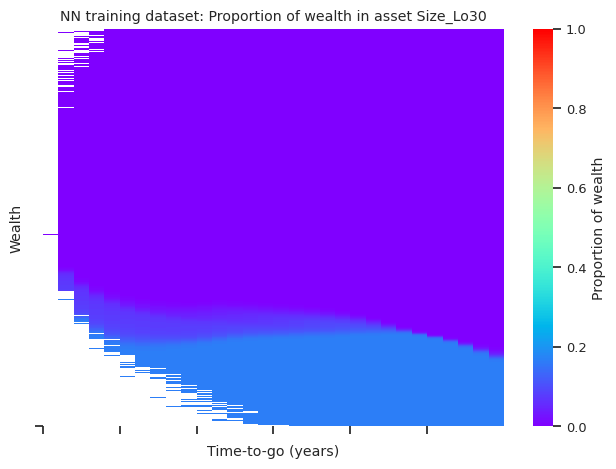 NN training dataset: Proportion of wealth in asset Size_Lo30
Wealth
Time-to-go (years)
1.0
0.8
0.6
0.4
0.2
0.0
Proportion of wealth